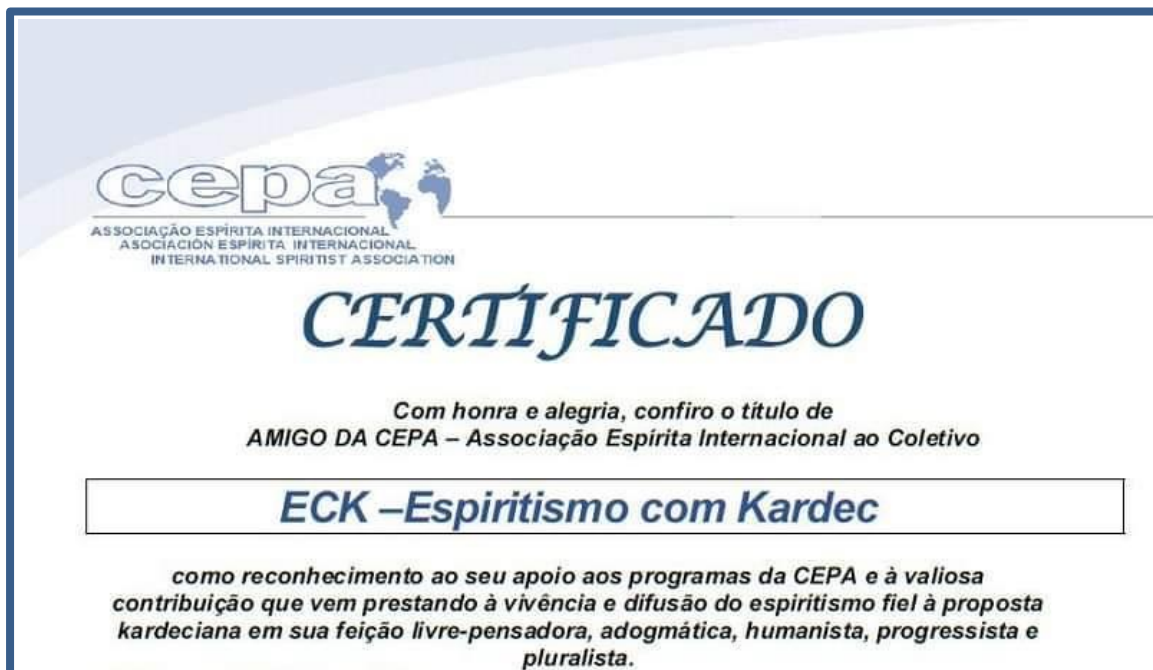 cepa
ASSOCIAÇÃO ESPÍRITA INTERNACIONAL
ASOCIACIÓN ESPÍRITA INTERNACIONAL
INTERNATIONAL SPIRITIST ASSOCIATION
CERTIFICADO
Com honra e alegria, confiro o título de
AMIGO DA CEPA – Associação Espírita Internacional ao Coletivo
ECK –Espiritismo com Kardec
como reconhecimento ao seu apoio aos programas da CEPA e à valiosa
contribuição que vem prestando à vivência e difusão do espiritismo fiel à proposta
kardeciana em sua feição livre-pensadora, adogmática, humanista, progressista e
pluralista.